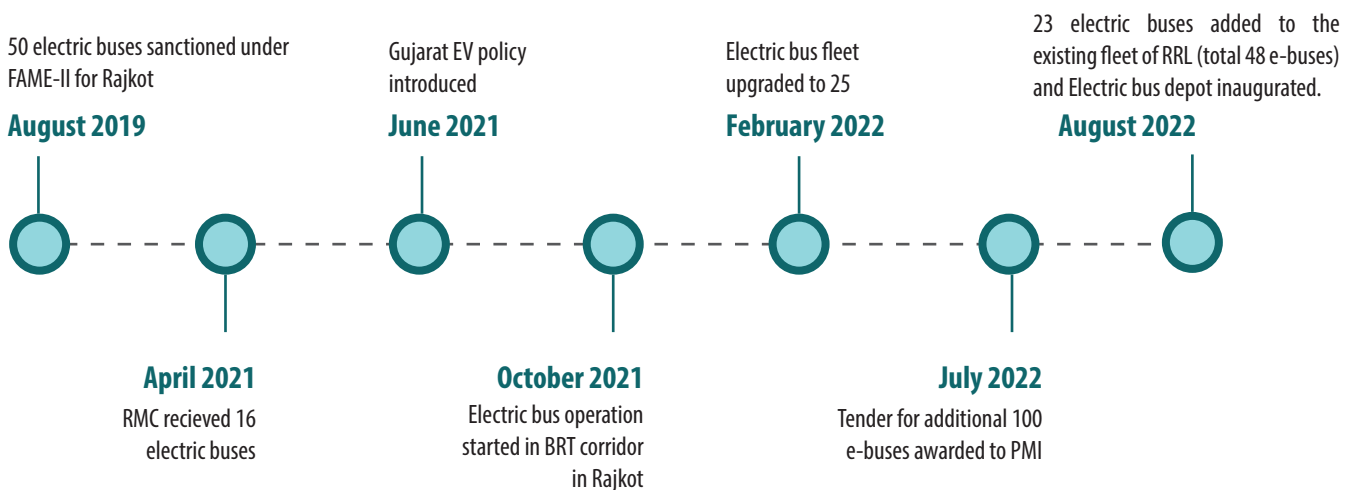 50 electric buses sanctioned under
FAME-II for Rajkot
August 2019
RMC recieved 16
electric buses
April 2021
Gujarat EV policy
introduced
June 2021
October 2021
Electric bus operation
started in BRT corridor
in Rajkot
Electric bus fleet
upgraded to 25
February 2022
July 2022
Tender for additional 100
e-buses awarded to PMI
23 electric buses added to the
existing fleet of RRL (total 48 e-buses)
and Electric bus depot inaugurated.
August 2022